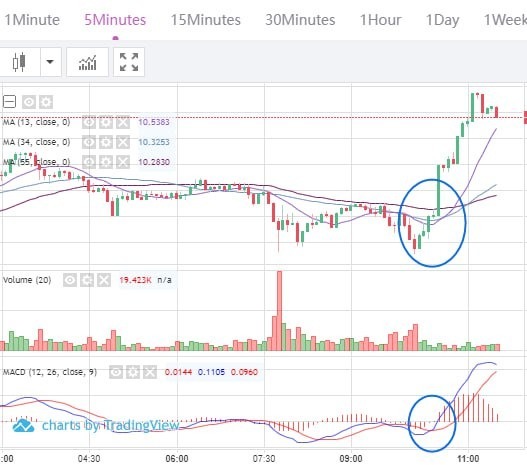 1Minute 5Minutes 15Minutes 30Minutes 1Hour 1Day 1Week
MA (13, close, 0) 10.5383
MA (34, close, 0) 10.3253
MA (55, close, 0) 10.2830
Volume (20) 19.423K n/a
MACD (12, 26, close, 9) 0.0144 0.1105 0.0960
charts by TradingView
:00 04:30 06:00 07:30 09:00 11:00